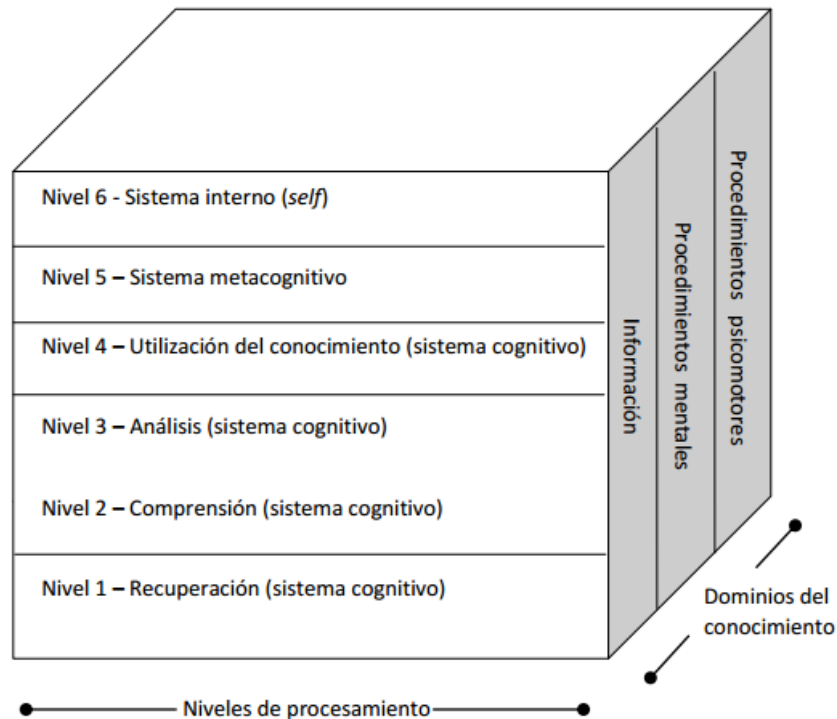 Nivel 6 - Sistema interno (self)
Nivel 5 – Sistema metacognitivo
Nivel 4 – Utilización del conocimiento (sistema cognitivo)
Nivel 3 – Análisis (sistema cognitivo)
Nivel 2 – Comprensión (sistema cognitivo)
Nivel 1 – Recuperación (sistema cognitivo)
Información
Procedimientos mentales
Procedimientos psicomotores
Dominios del
conocimiento
Niveles de procesamiento